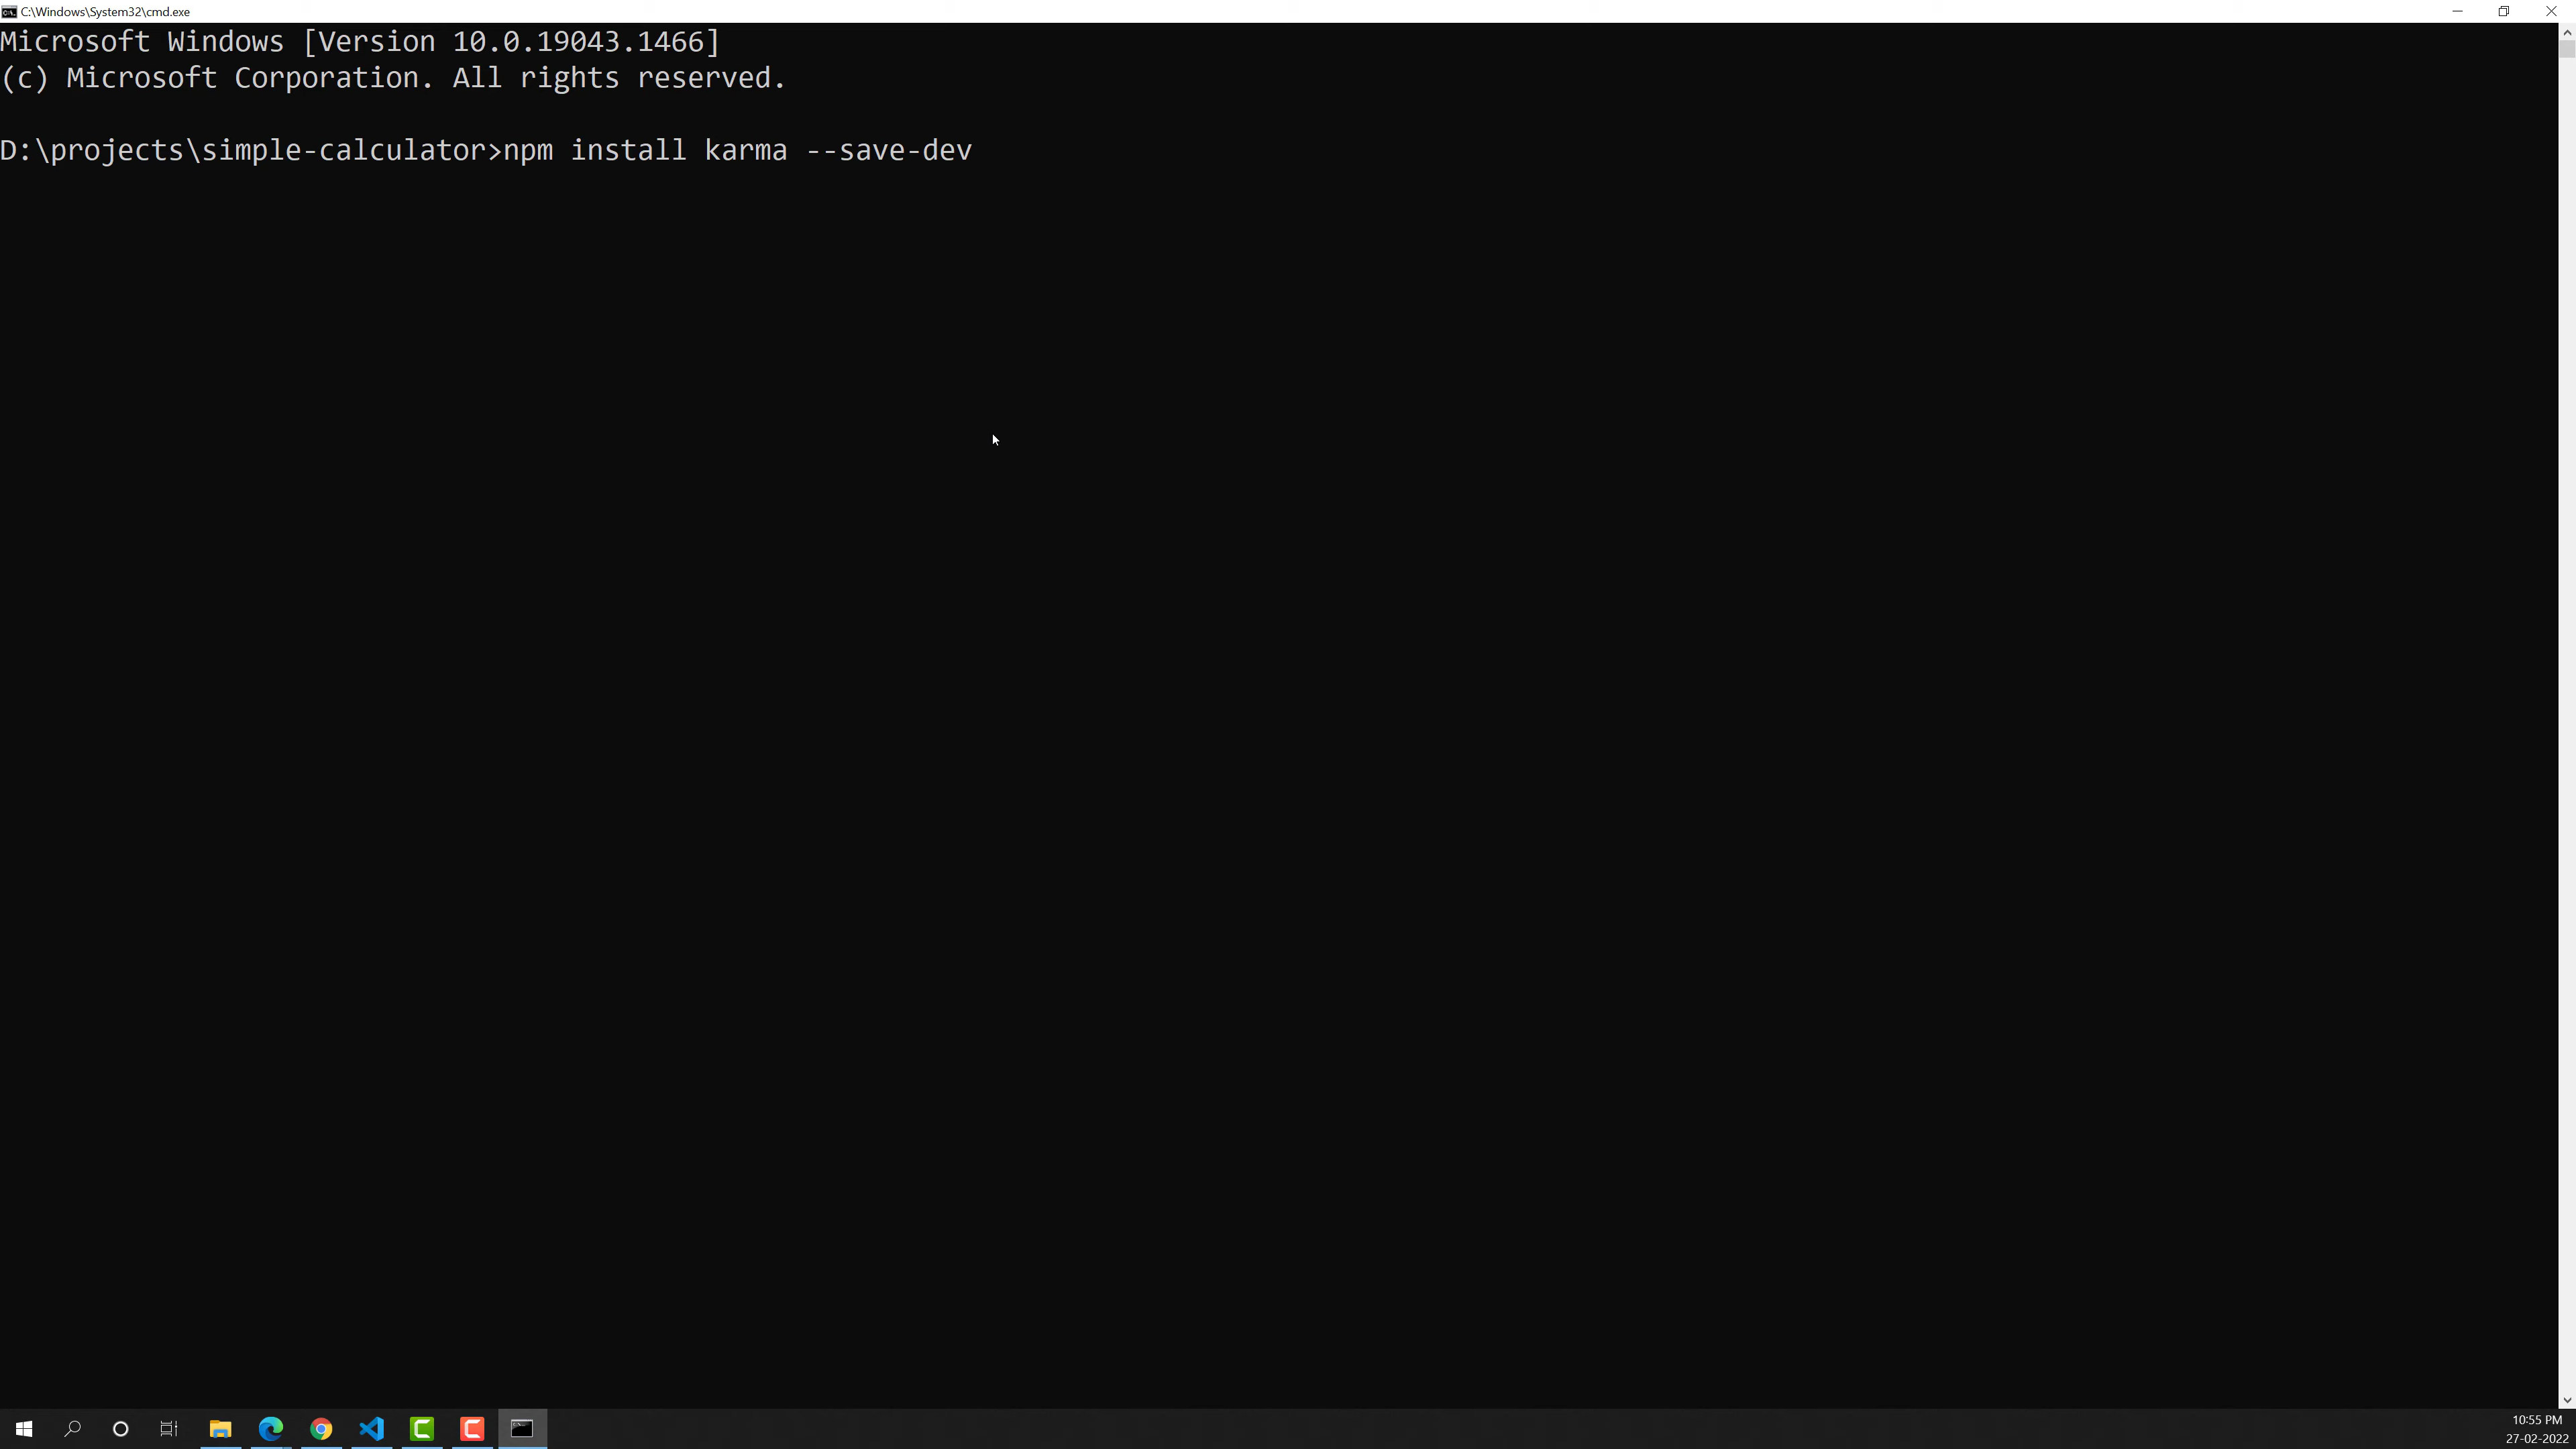 C:\Windows\System32\cmd.exe
Microsoft Windows [Version 10.0.19043.1466]
(c) Microsoft Corporation. All rights reserved.
D:\projects\simple-calculator>npm install karma --save-dev
10:55 PM
27-02-2022